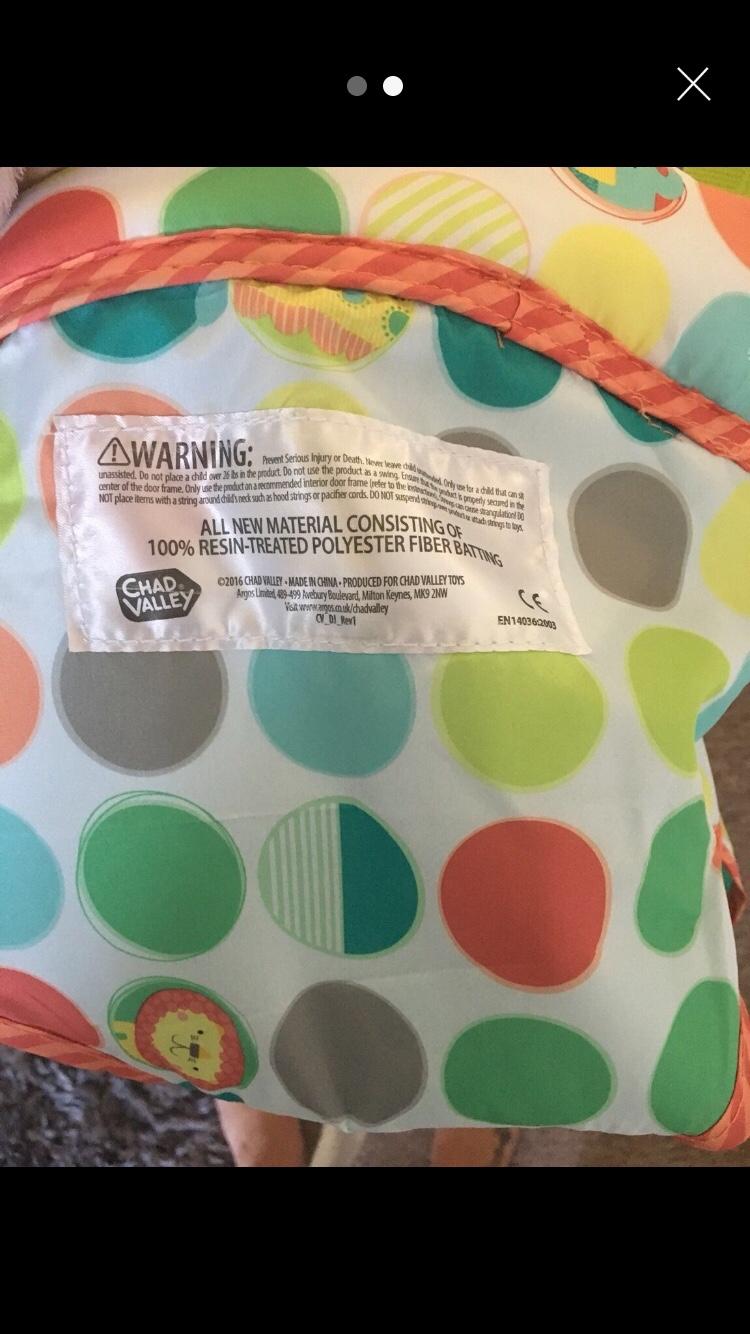 WARNING: Prevent Serious Injury or Death. Never leave child unattended. Only use for a child that can sit
unassisted. Do not place a child over 26 lbs in the product. Do not use the product as a swing. Ensure that the product is properly secured in the
center of the door frame. Only use the product on a recommended interior door frame (refer to the instructions). Strings can cause strangulation! DO
NOT place items with a string around child's neck such as hood strings or pacifier cords. DO NOT suspend strings over product or attach strings to toys.
ALL NEW MATERIAL CONSISTING OF
100% RESIN-TREATED POLYESTER FIBER BATTING
CHAD VALLEY
©2016 CHAD VALLEY • MADE IN CHINA • PRODUCED FOR CHAD VALLEY TOYS
Argos Limited, 489-499 Avebury Boulevard, Milton Keynes, MK9 2NW
Visit www.argos.co.uk/chadvalley
CV_DJ_Rev1
CE
EN14036:2003